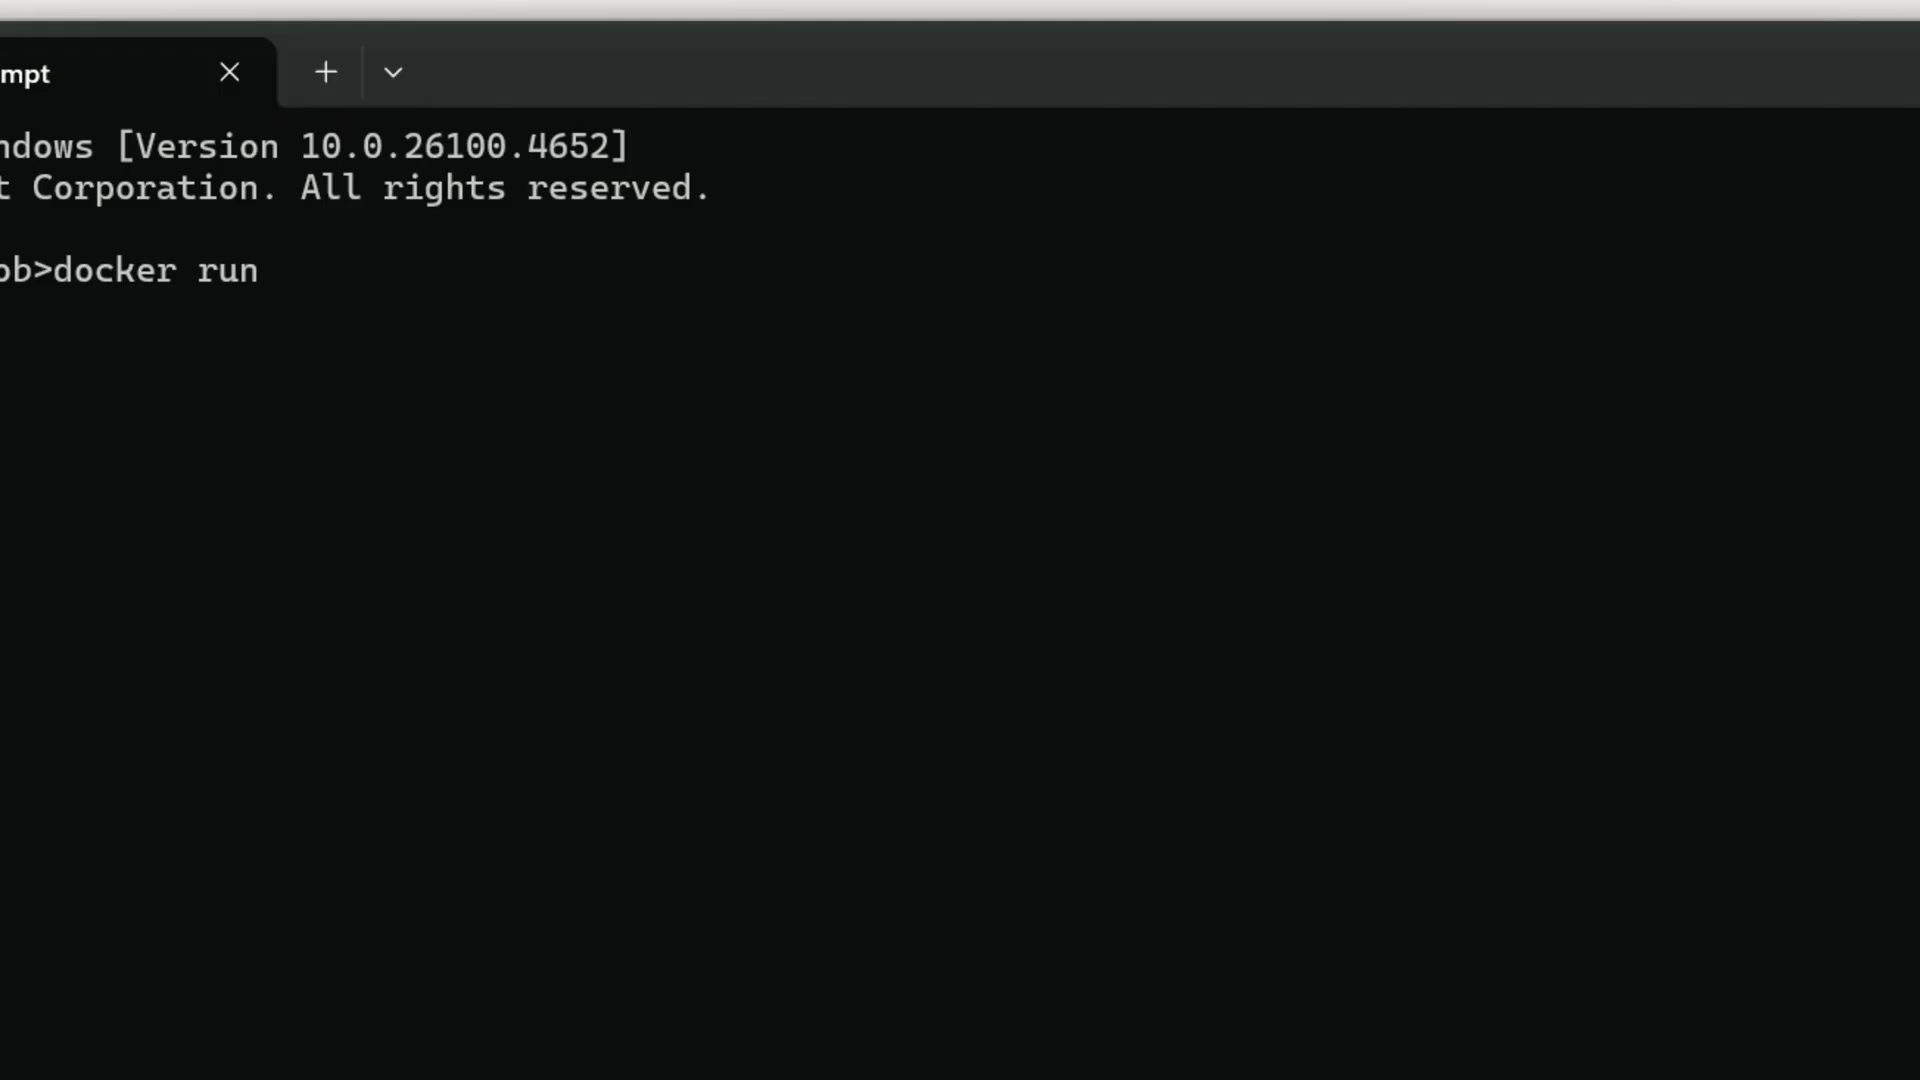 mpt
ndows [Version 10.0.26100.4652]
t Corporation. All rights reserved.
ob>docker run